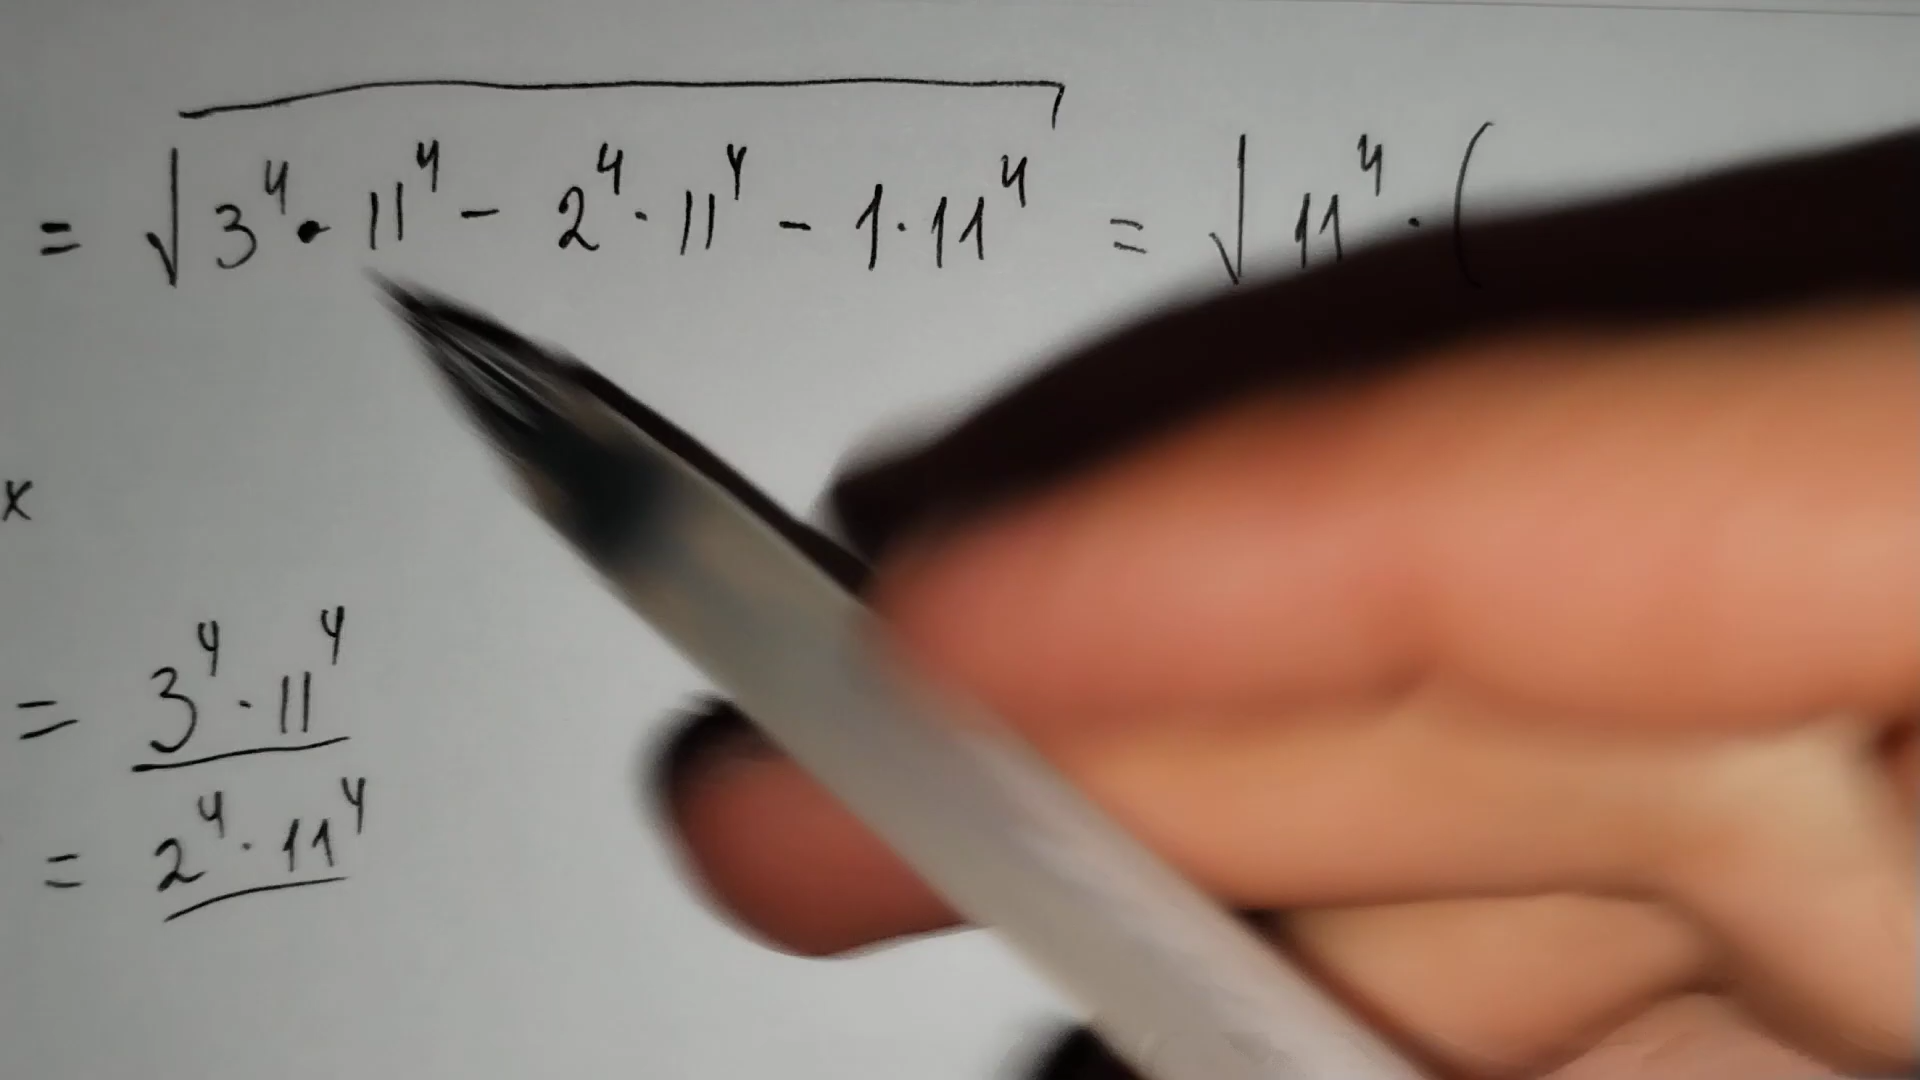 = √3⁴ · 11⁴ - 2⁴ · 11⁴ - 1 · 11⁴ = √11⁴ · (
x
= 3⁴ · 11⁴
= 2⁴ · 11⁴